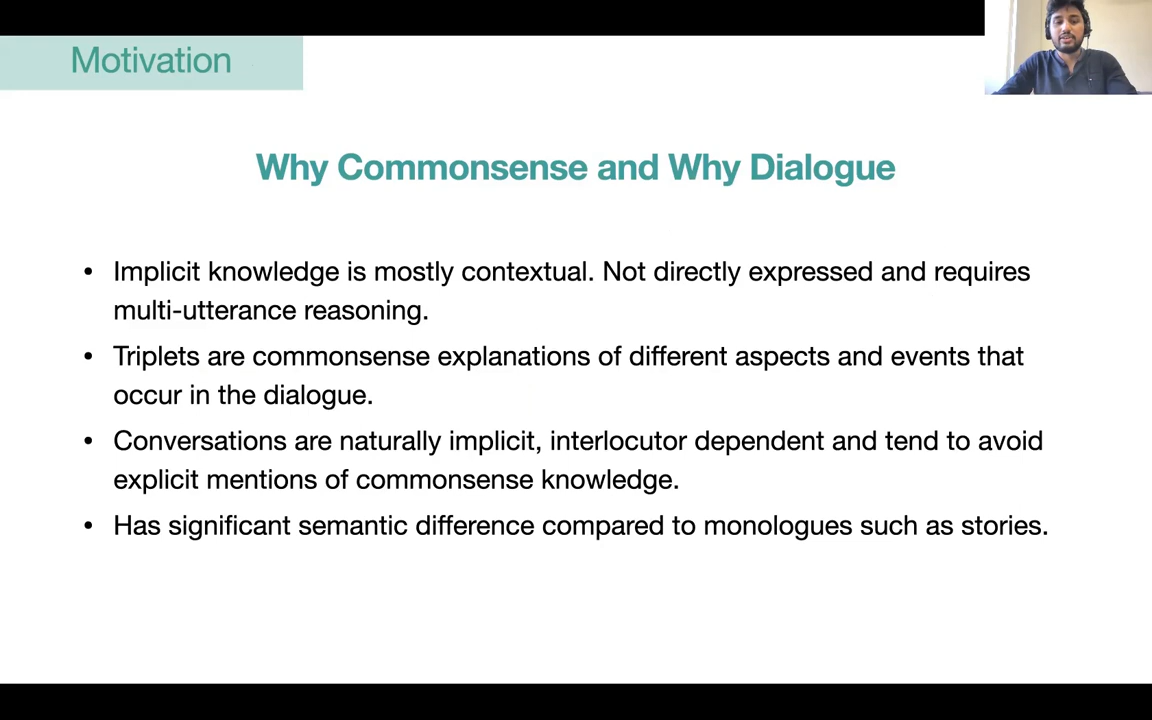 Motivation
Why Commonsense and Why Dialogue
• Implicit knowledge is mostly contextual. Not directly expressed and requires
multi-utterance reasoning.
• Triplets are commonsense explanations of different aspects and events that
occur in the dialogue.
• Conversations are naturally implicit, interlocutor dependent and tend to avoid
explicit mentions of commonsense knowledge.
• Has significant semantic difference compared to monologues such as stories.